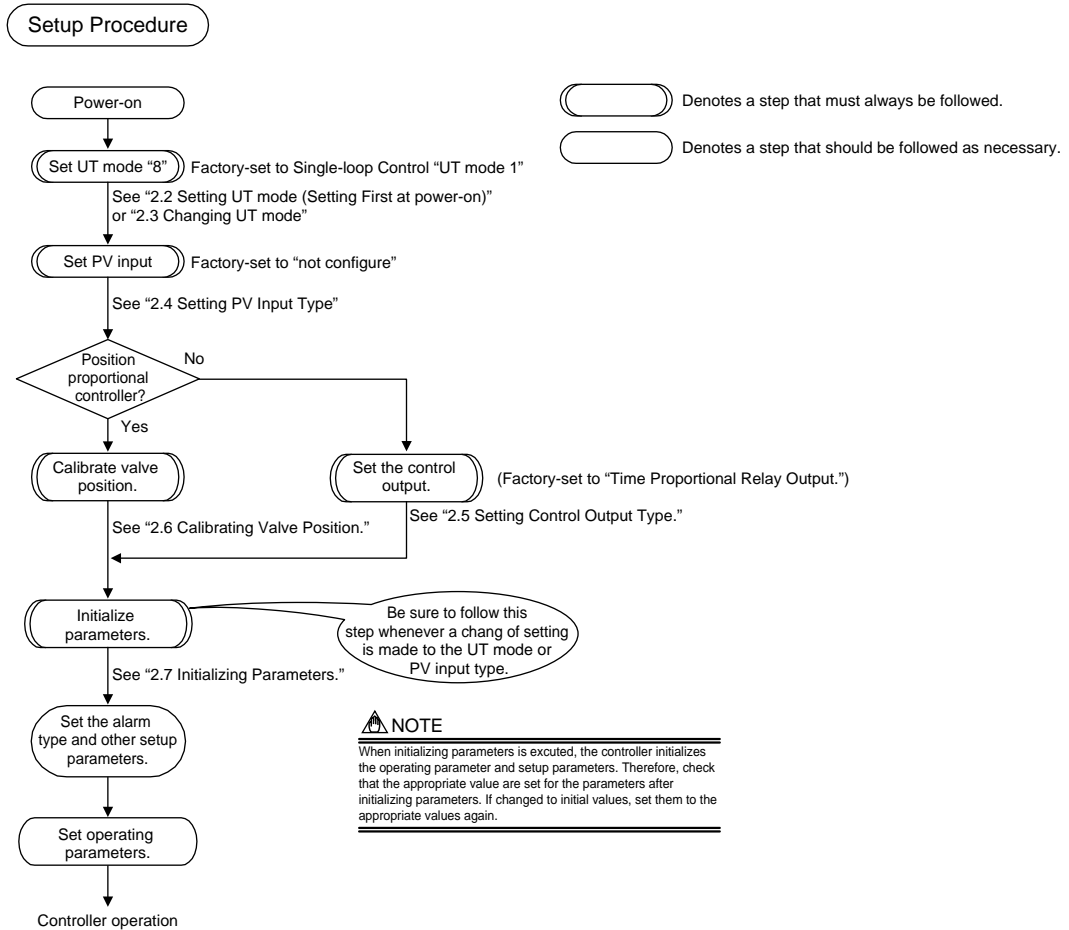 Setup Procedure
Power-on
Denotes a step that must always be followed.
Denotes a step that should be followed as necessary.
Set UT mode “8”
Factory-set to Single-loop Control “UT mode 1”
See “2.2 Setting UT mode (Setting First at power-on)”
or “2.3 Changing UT mode”
Set PV input
Factory-set to “not configure”
See “2.4 Setting PV Input Type”
Position
proportional
controller?
No
Yes
Calibrate valve
position.
Set the control
output.
(Factory-set to “Time Proportional Relay Output.”)
See “2.6 Calibrating Valve Position.”
See “2.5 Setting Control Output Type.”
Initialize
parameters.
Be sure to follow this
step whenever a chang of setting
is made to the UT mode or
PV input type.
See “2.7 Initializing Parameters.”
Set the alarm
type and other setup
parameters.
NOTE
When initializing parameters is excuted, the controller initializes
the operating parameter and setup parameters. Therefore, check
that the appropriate value are set for the parameters after
initializing parameters. If changed to initial values, set them to the
appropriate values again.
Set operating
parameters.
Controller operation